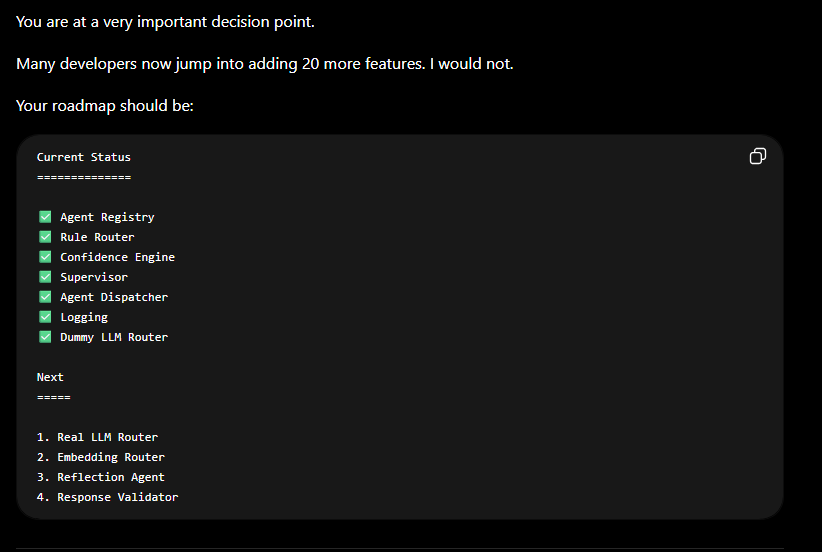 You are at a very important decision point.
Many developers now jump into adding 20 more features. I would not.
Your roadmap should be:
Current Status
==============
✅ Agent Registry
✅ Rule Router
✅ Confidence Engine
✅ Supervisor
✅ Agent Dispatcher
✅ Logging
✅ Dummy LLM Router
Next
=====
1. Real LLM Router
2. Embedding Router
3. Reflection Agent
4. Response Validator